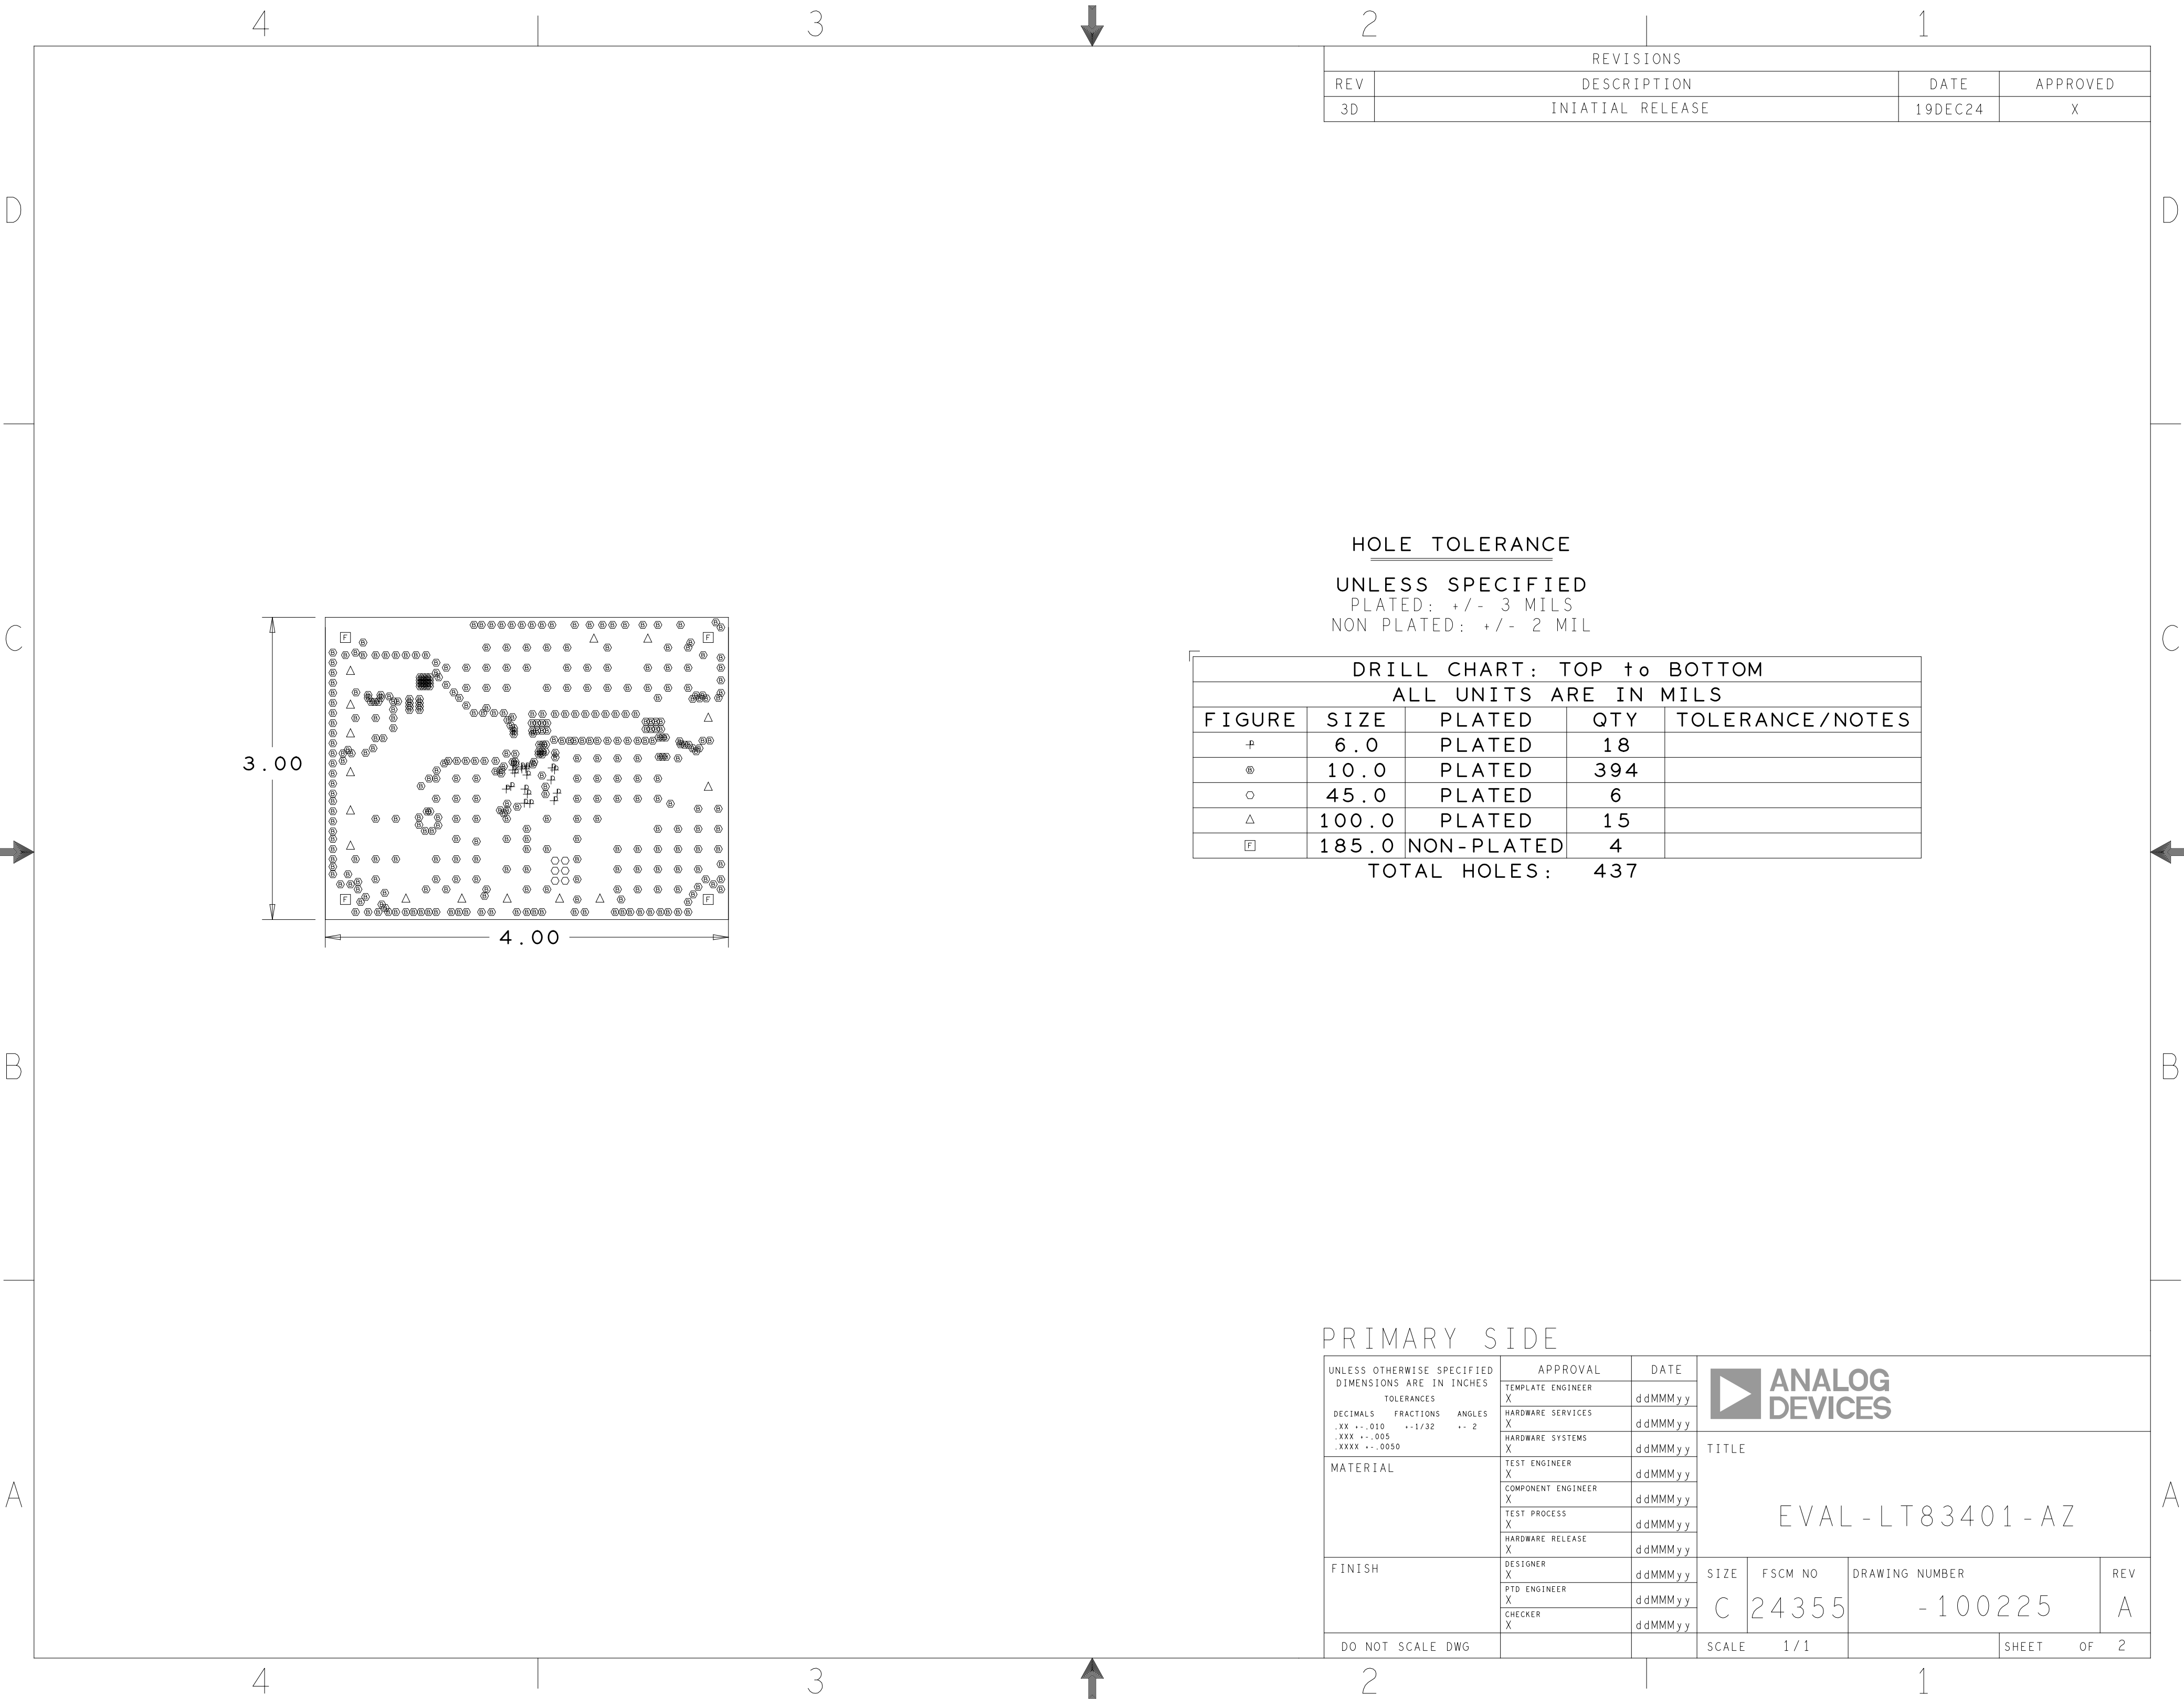 4 3 2 1
REVISIONS
REV DESCRIPTION DATE APPROVED
3D INIATIAL RELEASE 19DEC24 X
D D
HOLE TOLERANCE
UNLESS SPECIFIED
PLATED: +/- 3 MILS
NON PLATED: +/- 2 MIL
C C
DRILL CHART: TOP to BOTTOM
ALL UNITS ARE IN MILS
FIGURE SIZE PLATED QTY TOLERANCE/NOTES
P 6.0 PLATED 18
B 10.0 PLATED 394
45.0 PLATED 6
100.0 PLATED 15
F 185.0 NON-PLATED 4
TOTAL HOLES: 437
F F
3.00
F F
4.00
B B
PRIMARY SIDE
UNLESS OTHERWISE SPECIFIED
DIMENSIONS ARE IN INCHES
TOLERANCES
DECIMALS FRACTIONS ANGLES
.XX +-.010 +-1/32 +- 2
.XXX +-.005
.XXXX +-.0050
MATERIAL
FINISH
DO NOT SCALE DWG
APPROVAL DATE
TEMPLATE ENGINEER
X ddMMMyy
HARDWARE SERVICES
X ddMMMyy
HARDWARE SYSTEMS
X ddMMMyy
TEST ENGINEER
X ddMMMyy
COMPONENT ENGINEER
X ddMMMyy
TEST PROCESS
X ddMMMyy
HARDWARE RELEASE
X ddMMMyy
DESIGNER
X ddMMMyy
PTD ENGINEER
X ddMMMyy
CHECKER
X ddMMMyy
ANALOG
DEVICES
TITLE
EVAL-LT83401-AZ
SIZE FSCM NO DRAWING NUMBER REV
C 24355 -100225 A
SCALE 1/1 SHEET OF 2
A A
4 3 2 1